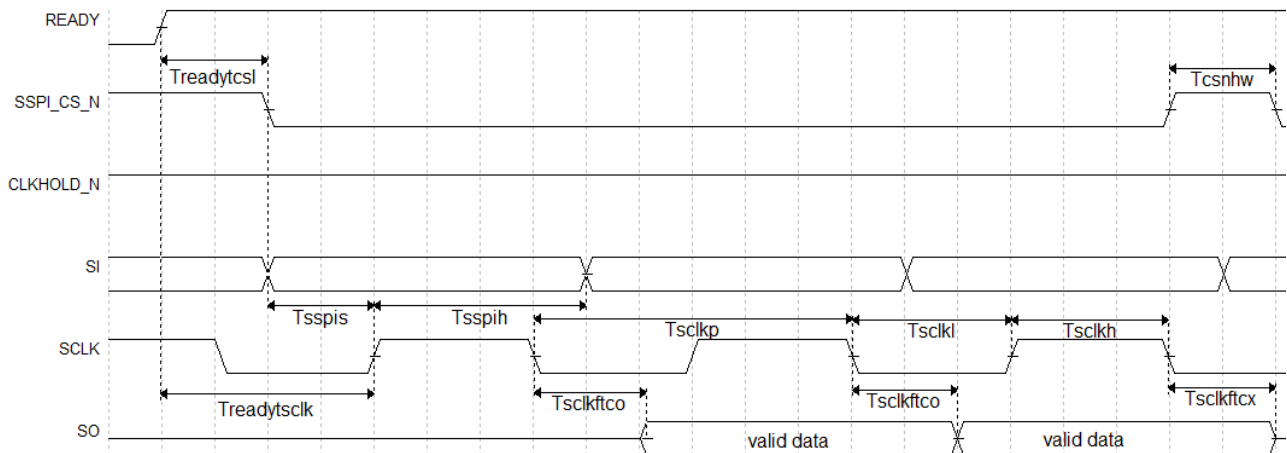 READY
Treadytcsl
Tcsnhw
SSPI_CS_N
CLKHOLD_N
SI
Tsspis
Tsspih
Tsclkp
Tsclkl
Tsclkh
SCLK
Treadytsclk
Tsclkftco
Tsclkftco
Tsclkftcx
SO
valid data
valid data